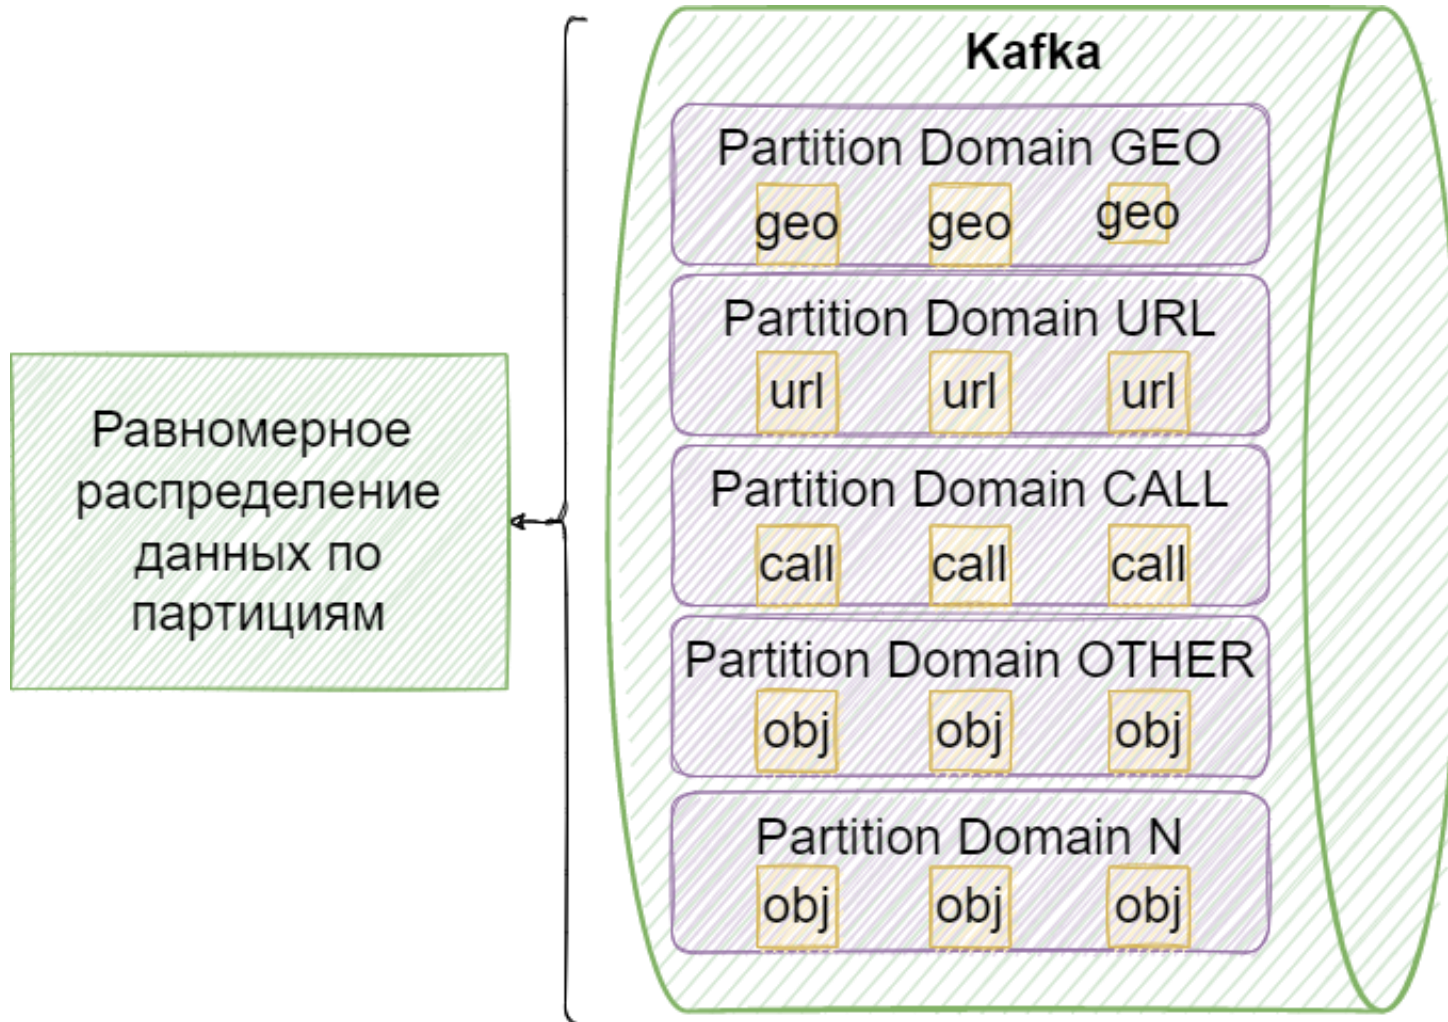 Kafka
Partition Domain GEO
geo geo geo
Partition Domain URL
url url url
Partition Domain CALL
call call call
Partition Domain OTHER
obj obj obj
Partition Domain N
obj obj obj
Равномерное
распределение
данных по
партициям